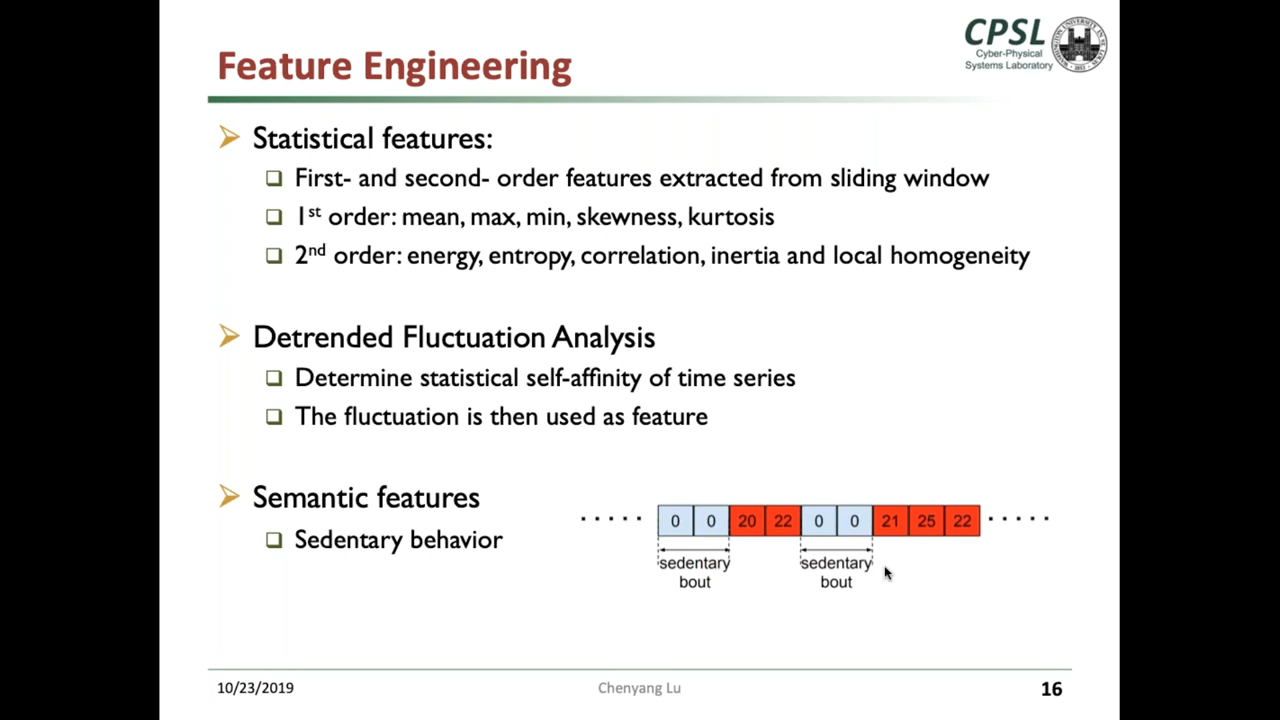 CPSL
Cyber-Physical
Systems Laboratory
Feature Engineering
Statistical features:
First- and second- order features extracted from sliding window
1st order: mean, max, min, skewness, kurtosis
2nd order: energy, entropy, correlation, inertia and local homogeneity
Detrended Fluctuation Analysis
Determine statistical self-affinity of time series
The fluctuation is then used as feature
Semantic features
Sedentary behavior
..... 0 0 20 22 0 0 21 25 22 .....
sedentary bout
sedentary bout
10/23/2019
Chenyang Lu
16